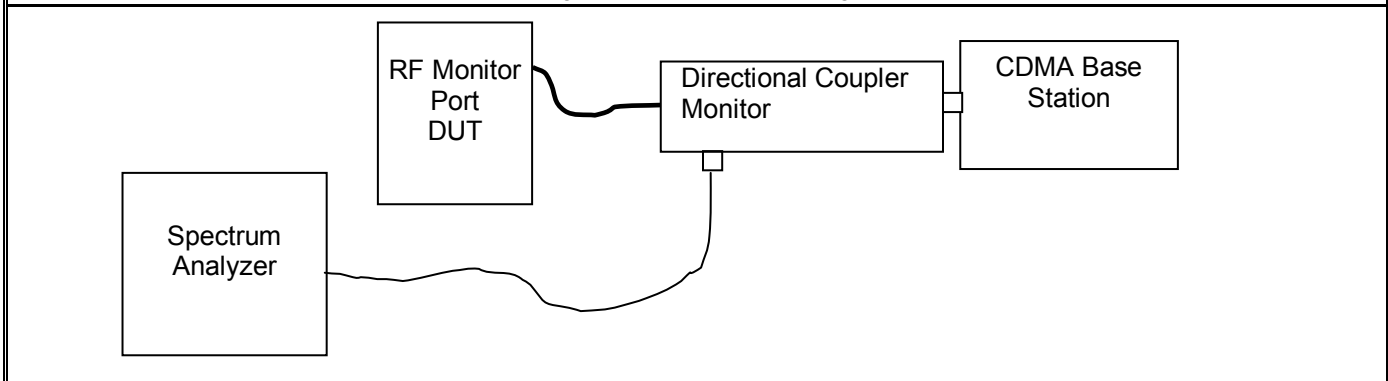 RF Monitor
Port
DUT
Directional Coupler
Monitor
CDMA Base
Station
Spectrum
Analyzer